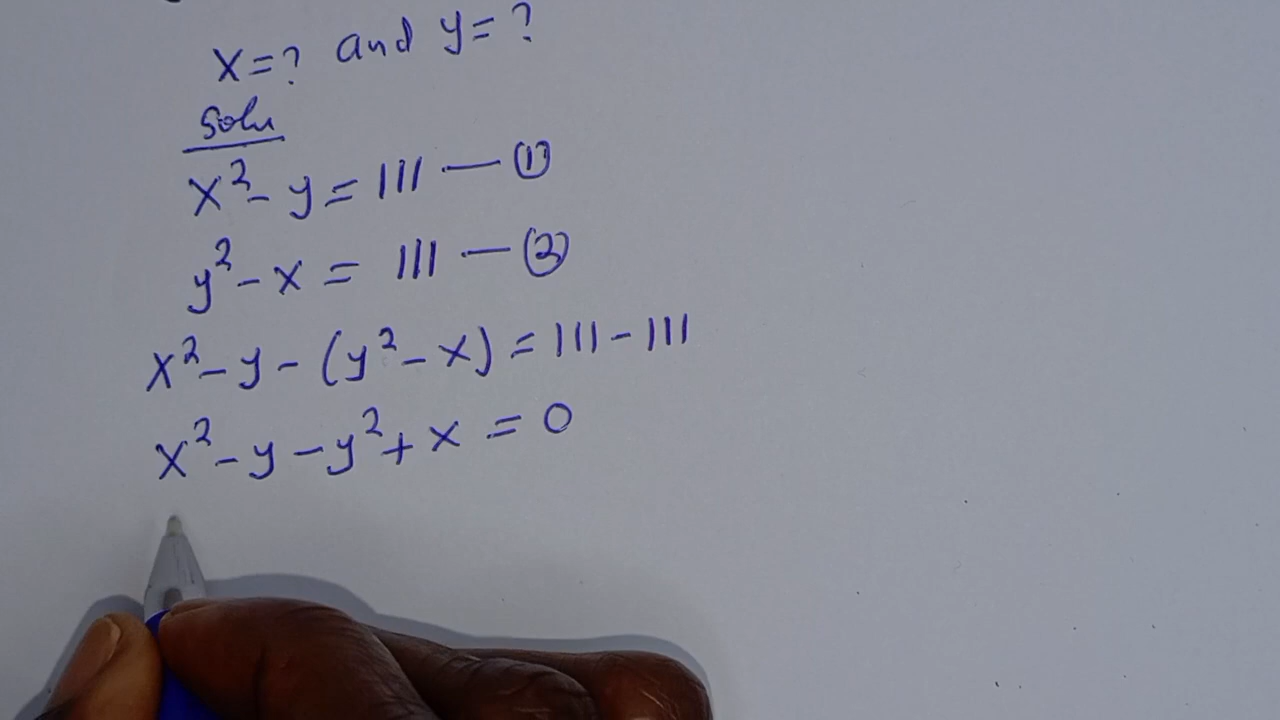 x=? and y=?
Soln
x²-y=111 — ①
y²-x = 111 — ②
x²-y-(y²-x)=111-111
x²-y-y²+x=0